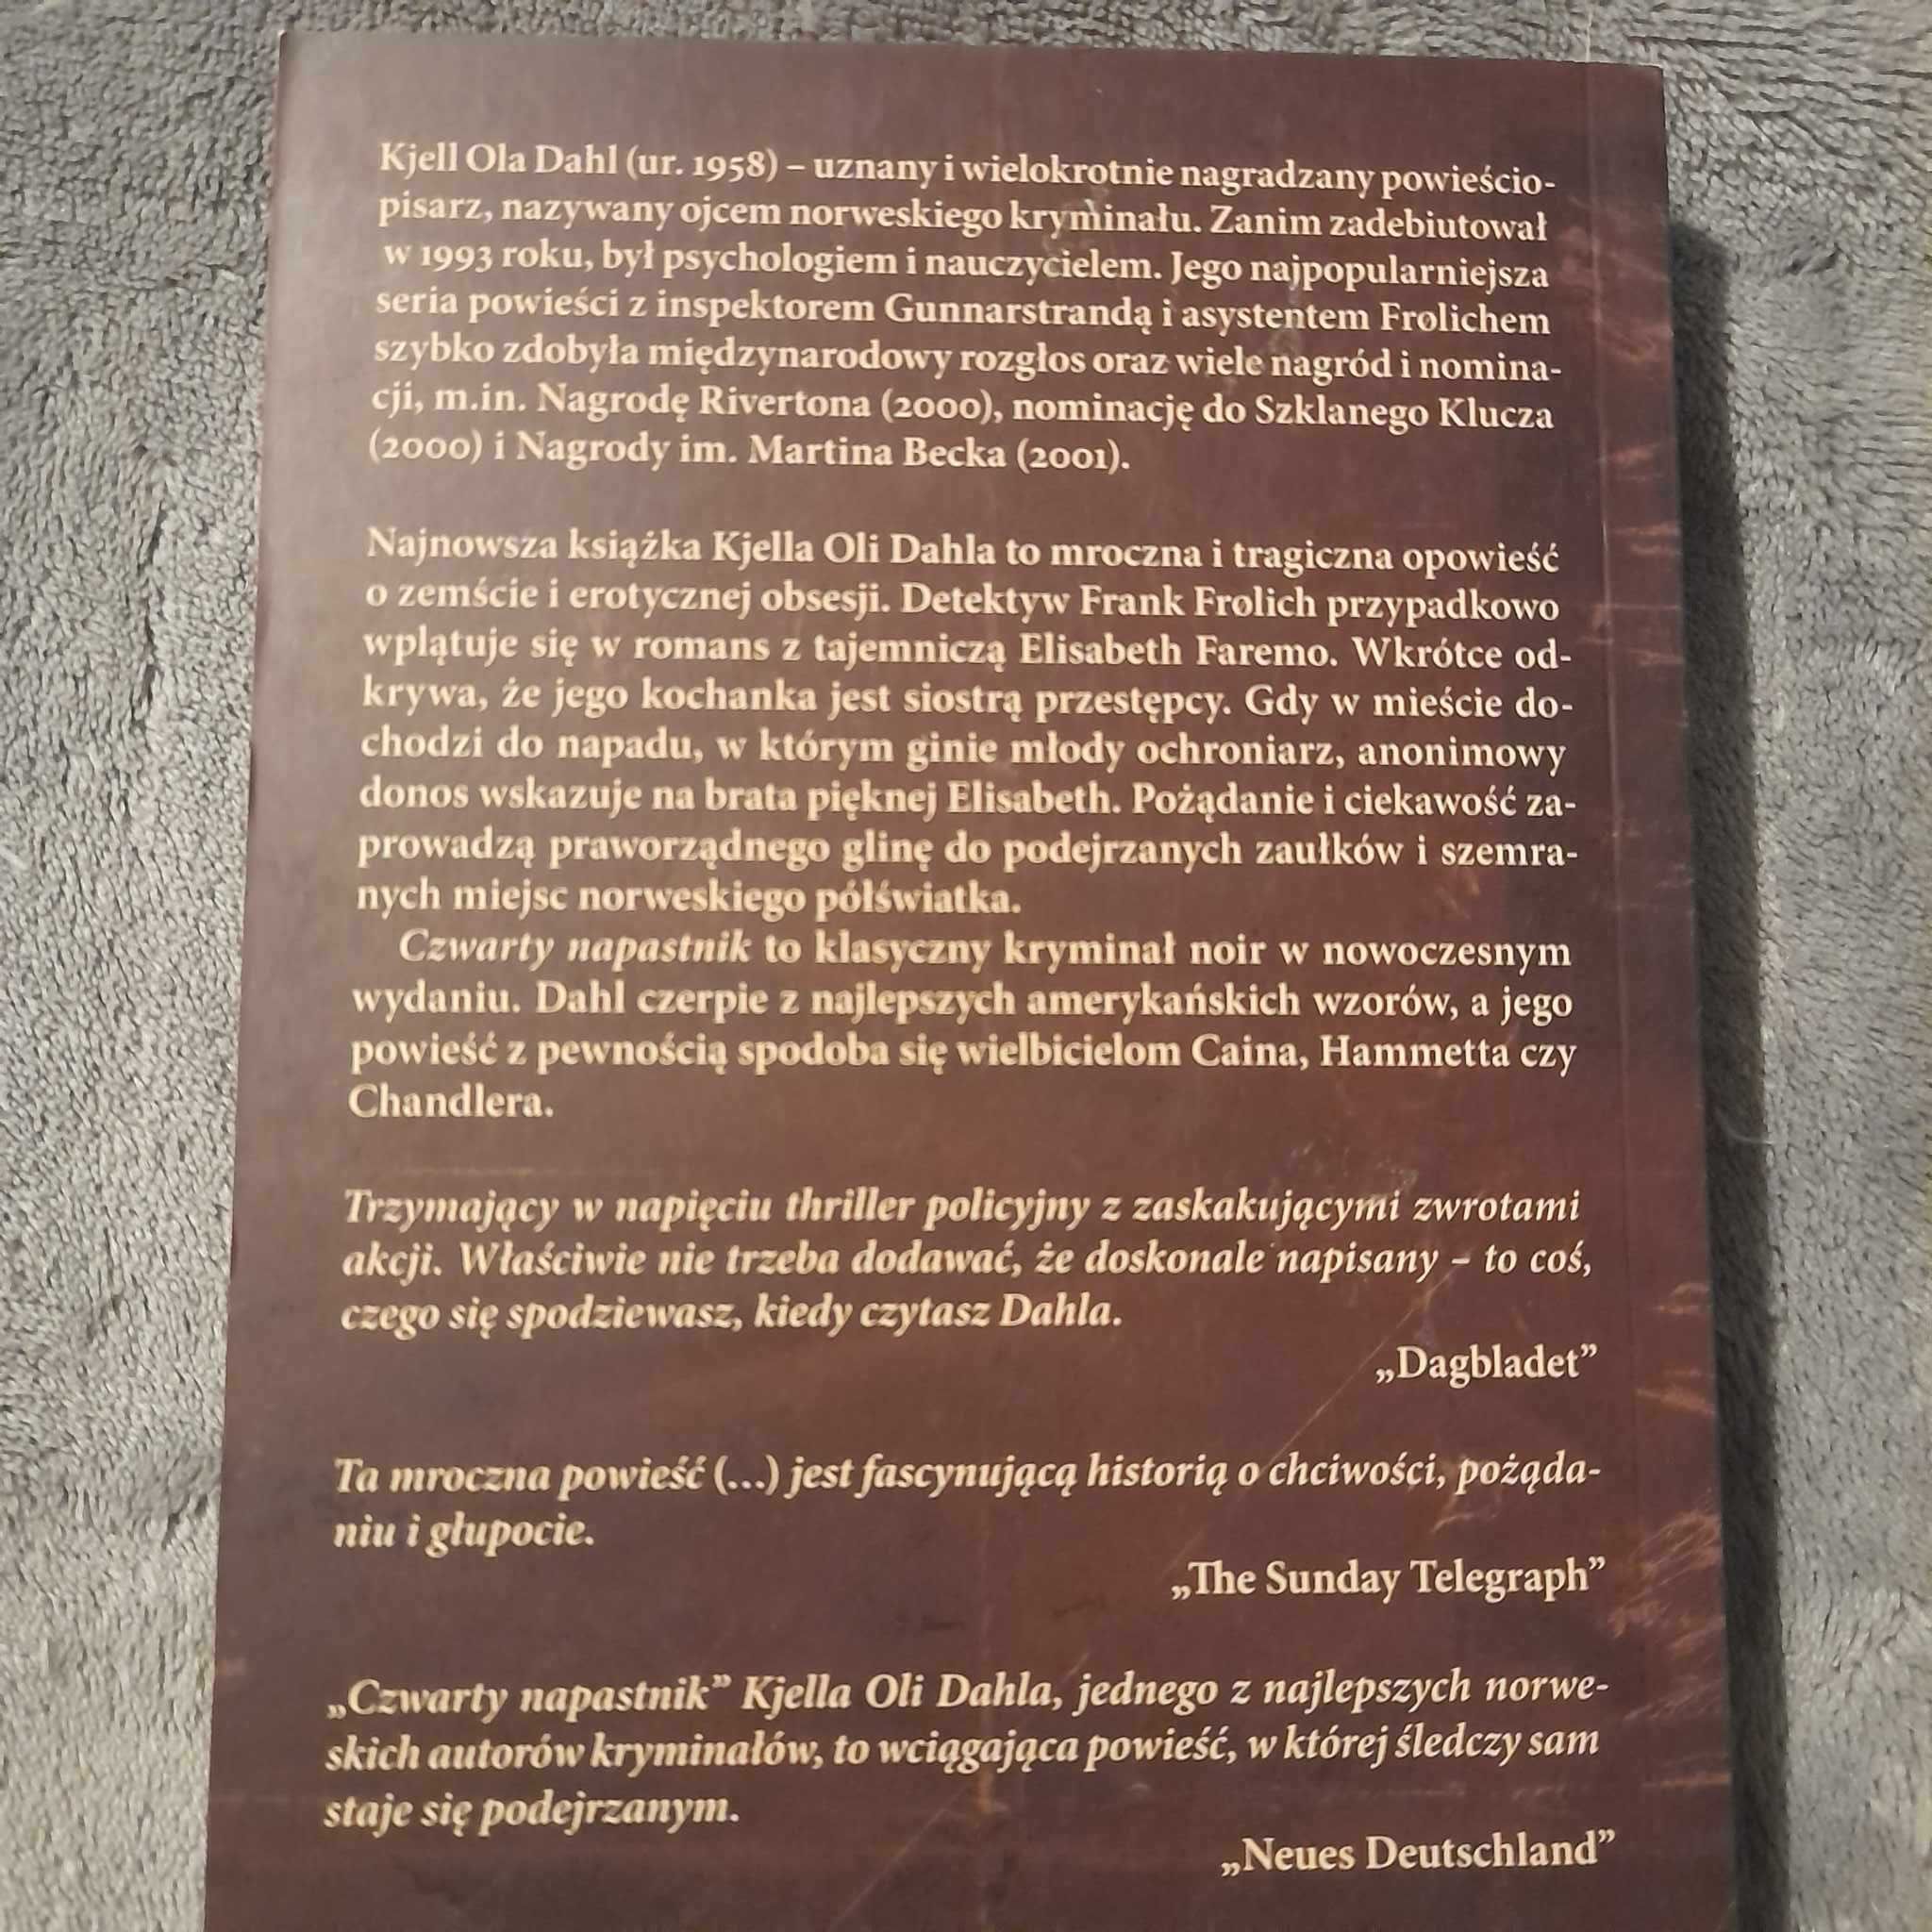 Kjell Ola Dahl (ur. 1958) – uznany i wielokrotnie nagradzany powieścio-
pisarz, nazywany ojcem norweskiego kryminału. Zanim zadebiutował
w 1993 roku, był psychologiem i nauczycielem. Jego najpopularniejsza
seria powieści z inspektorem Gunnarstrandą i asystentem Frølichem
szybko zdobyła międzynarodowy rozgłos oraz wiele nagród i nomina-
cji, m.in. Nagrodę Rivertona (2000), nominację do Szklanego Klucza
(2000) i Nagrody im. Martina Becka (2001).
Najnowsza książka Kjella Oli Dahla to mroczna i tragiczna opowieść
o zemście i erotycznej obsesji. Detektyw Frank Frølich przypadkowo
wplątuje się w romans z tajemniczą Elisabeth Faremo. Wkrótce od-
krywa, że jego kochanka jest siostrą przestępcy. Gdy w mieście do-
chodzi do napadu, w którym ginie młody ochroniarz, anonimowy
donos wskazuje na brata pięknej Elisabeth. Pożądanie i ciekawość za-
prowadzą praworządnego glinę do podejrzanych zaułków i szemra-
nych miejsc norweskiego półświatka.
Czwarty napastnik to klasyczny kryminał noir w nowoczesnym
wydaniu. Dahl czerpie z najlepszych amerykańskich wzorów, a jego
powieść z pewnością spodoba się wielbicielom Caina, Hammetta czy
Chandlera.
Trzymający w napięciu thriller policyjny z zaskakującymi zwrotami
akcji. Właściwie nie trzeba dodawać, że doskonale napisany – to coś,
czego się spodziewasz, kiedy czytasz Dahla.
„Dagbladet”
Ta mroczna powieść (...) jest fascynującą historią o chciwości, pożąda-
niu i głupocie.
„The Sunday Telegraph”
„Czwarty napastnik” Kjella Oli Dahla, jednego z najlepszych norwe-
skich autorów kryminałów, to wciągająca powieść, w której śledczy sam
staje się podejrzanym.
„Neues Deutschland”